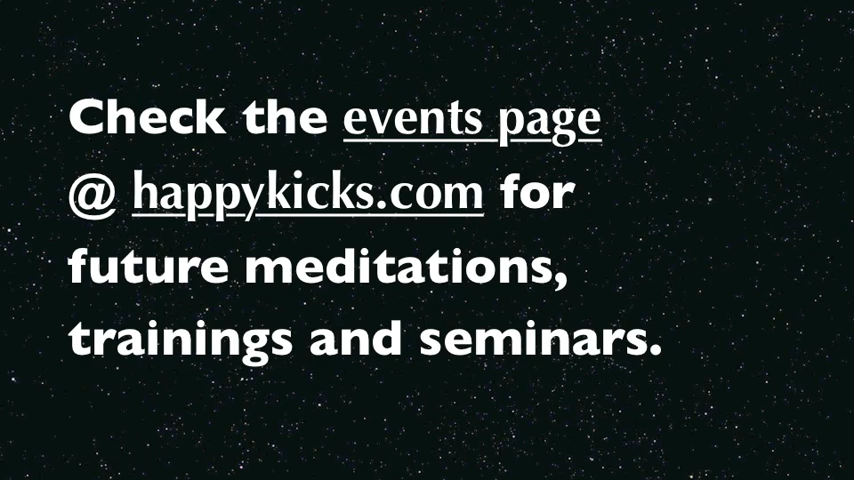 Check the events page
@ happykicks.com for
future meditations,
trainings and seminars.